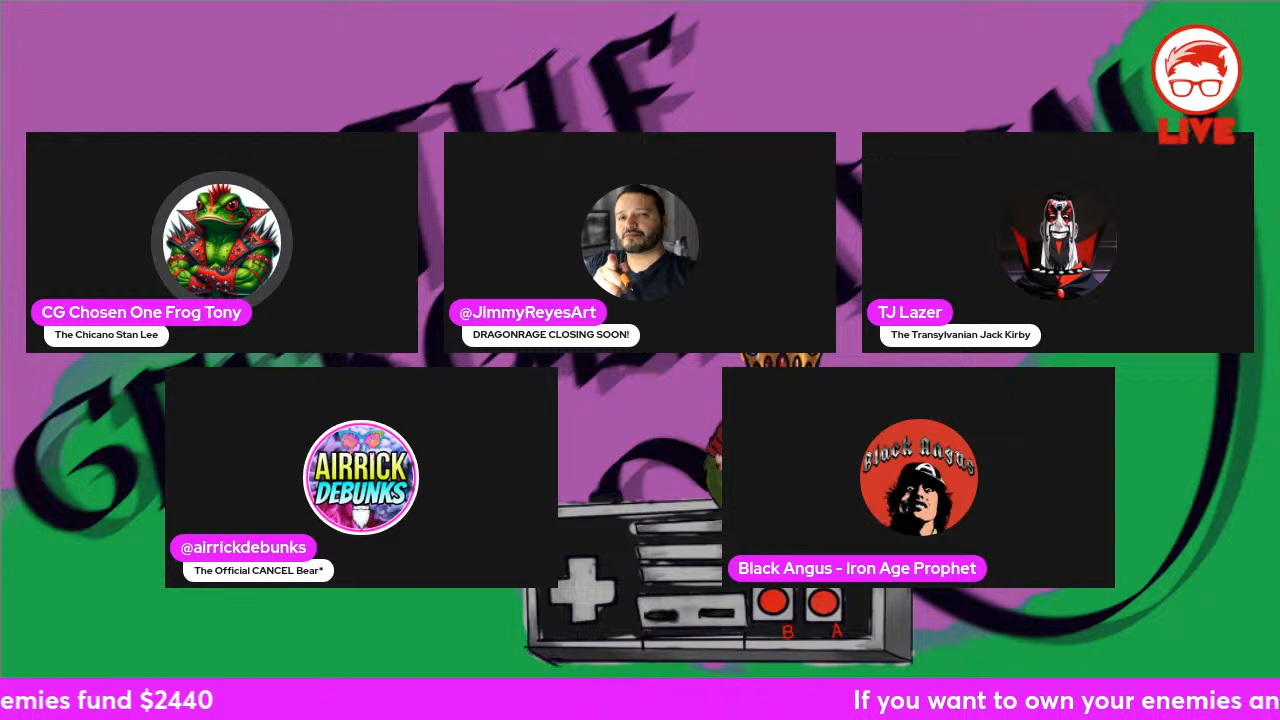 THE
LIVE
CG Chosen One Frog Tony
The Chicano Stan Lee
@JimmyReyesArt
DRAGONRAGE CLOSING SOON!
TJ Lazer
The Transylvanian Jack Kirby
AIRRICK
DEBUNKS
@airrickdebunks
The Official CANCEL Bear*
Black Angus
Black Angus - Iron Age Prophet
B A
emies fund $2440
If you want to own your enemies an